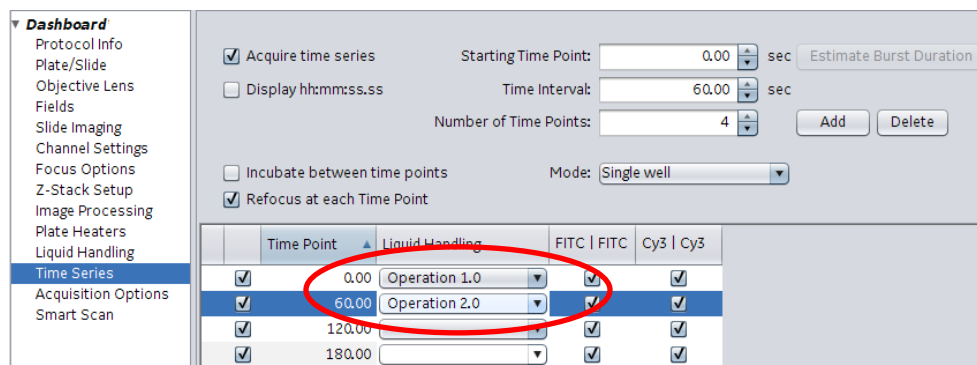 Dashboard
Protocol Info
Plate/Slide
Objective Lens
Fields
Slide Imaging
Channel Settings
Focus Options
Z-Stack Setup
Image Processing
Plate Heaters
Liquid Handling
Time Series
Acquisition Options
Smart Scan
Acquire time series Starting Time Point: 0.00 sec Estimate Burst Duration
Display hh:mm:ss.ss Time Interval: 60.00 sec
Number of Time Points: 4 Add Delete
Incubate between time points Mode: Single well
Refocus at each Time Point
Time Point Liquid Handling FITC | FITC Cy3 | Cy3
0.00 Operation 1.0
60.00 Operation 2.0
120.00
180.00